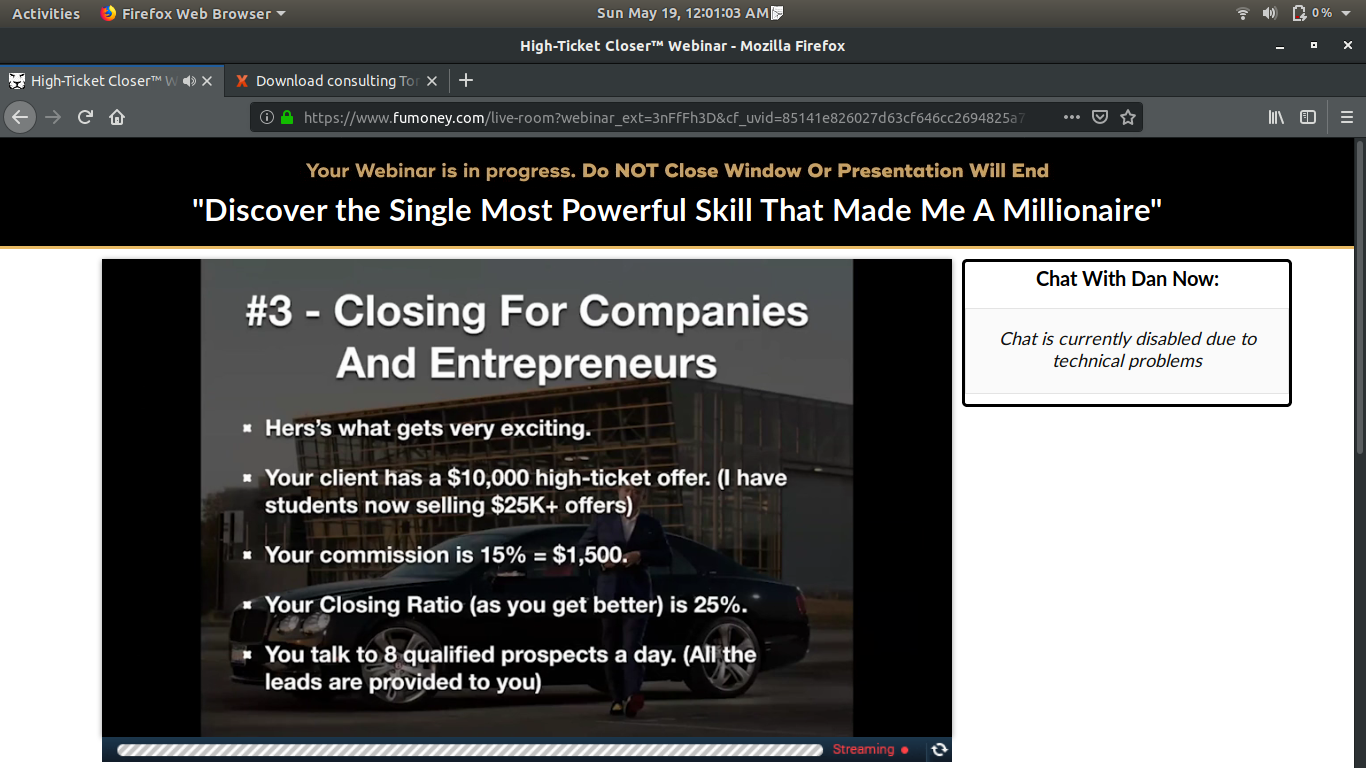 Activities
Firefox Web Browser
Sun May 19, 12:01:03 AM
0 %
High-Ticket Closer™ Webinar - Mozilla Firefox
High-Ticket Closer™ W
Download consulting Tor
https://www.fumoney.com/live-room?webinar_ext=3nFfFh3D&cf_uvid=85141e826027d63cf646cc2694825a7
Your Webinar is in progress. Do NOT Close Window Or Presentation Will End
"Discover the Single Most Powerful Skill That Made Me A Millionaire"
#3 - Closing For Companies
And Entrepreneurs
Hers's what gets very exciting.
Your client has a $10,000 high-ticket offer. (I have
students now selling $25K+ offers)
Your commission is 15% = $1,500.
Your Closing Ratio (as you get better) is 25%.
You talk to 8 qualified prospects a day. (All the
leads are provided to you)
Streaming
Chat With Dan Now:
Chat is currently disabled due to
technical problems